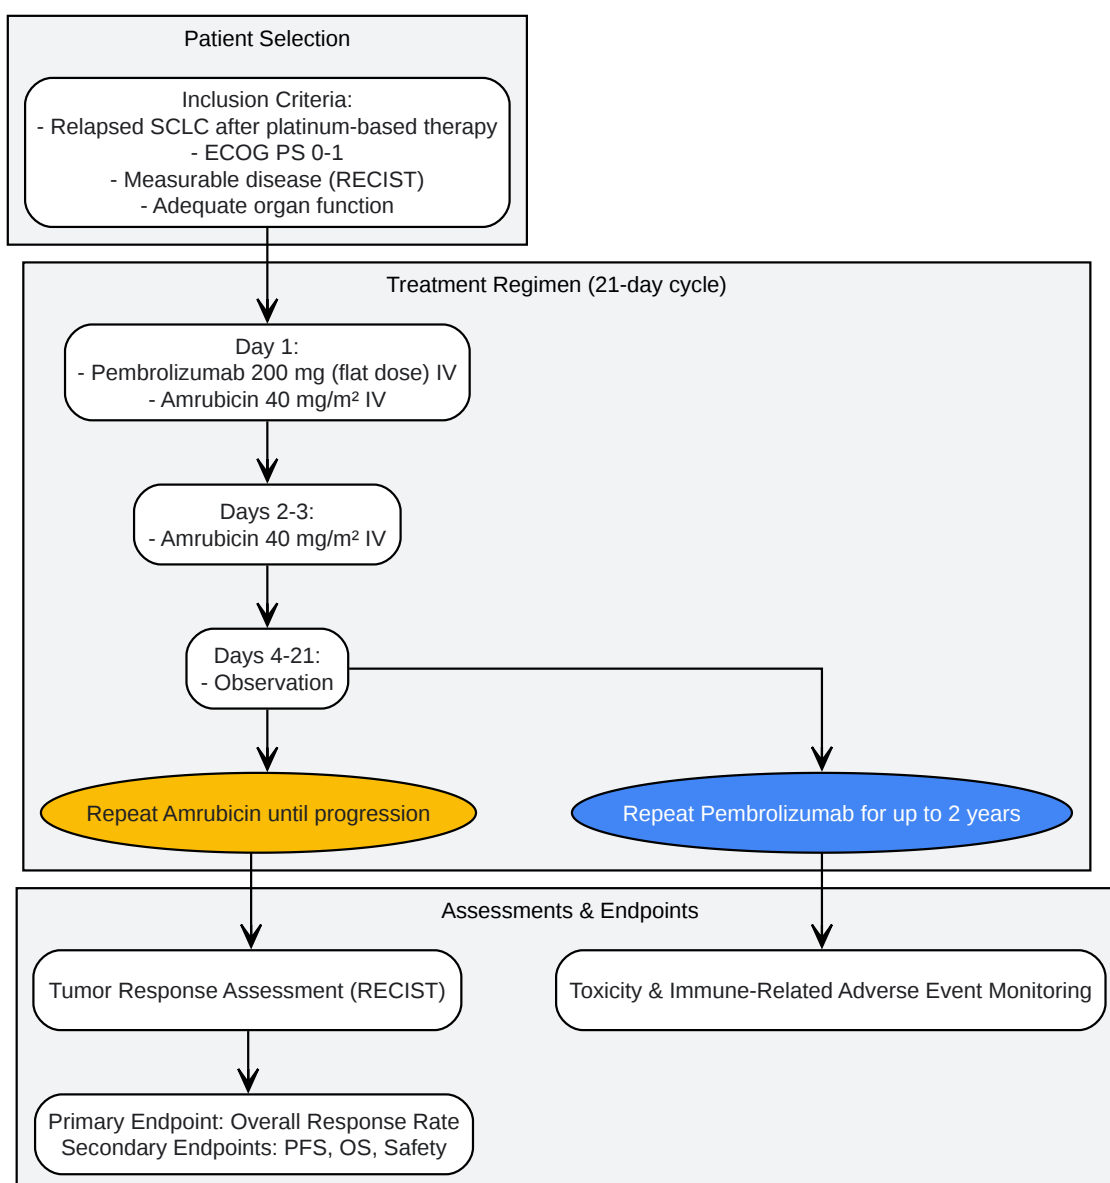 Patient Selection
Inclusion Criteria:
- Relapsed SCLC after platinum-based therapy
- ECOG PS 0-1
- Measurable disease (RECIST)
- Adequate organ function
Treatment Regimen (21-day cycle)
Day 1:
- Pembrolizumab 200 mg (flat dose) IV
- Amrubicin 40 mg/m² IV
Days 2-3:
- Amrubicin 40 mg/m² IV
Days 4-21:
- Observation
Repeat Amrubicin until progression
Repeat Pembrolizumab for up to 2 years
Assessments & Endpoints
Tumor Response Assessment (RECIST)
Toxicity & Immune-Related Adverse Event Monitoring
Primary Endpoint: Overall Response Rate
Secondary Endpoints: PFS, OS, Safety